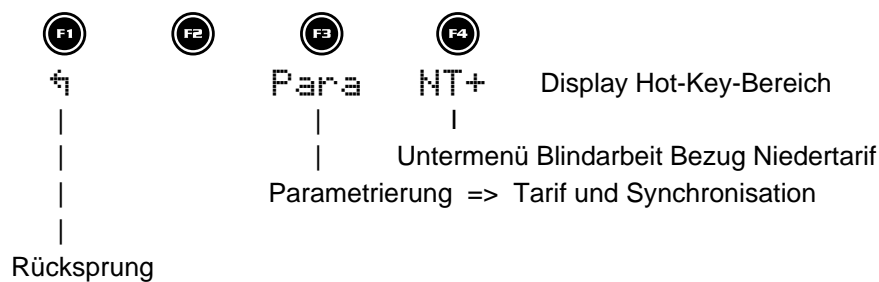 F1 F2 F3 F4
Para NT+ Display Hot-Key-Bereich
Untermenü Blindarbeit Bezug Niedertarif
Parametrierung => Tarif und Synchronisation
Rücksprung